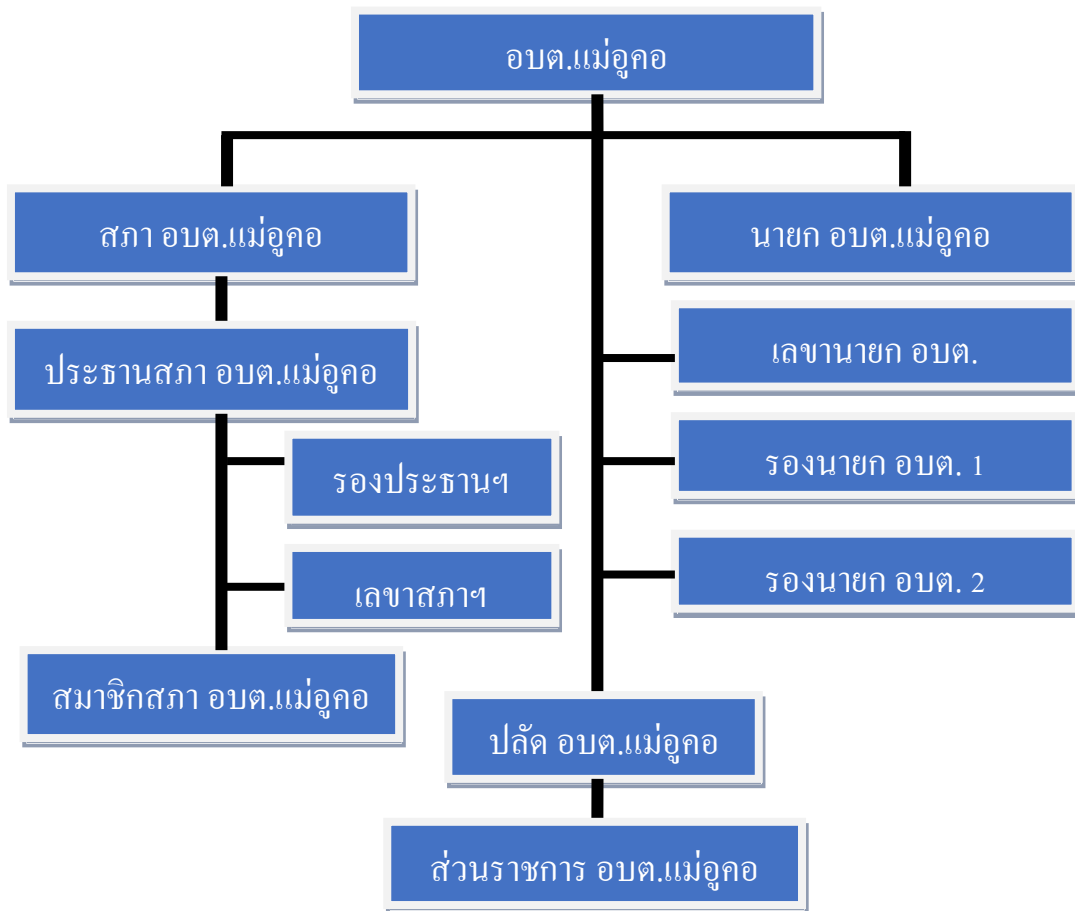 อบต.แม่อูคอ
สภา อบต.แม่อูคอ
นายก อบต.แม่อูคอ
ประธานสภา อบต.แม่อูคอ
เลขานายก อบต.
รองประธานฯ
รองนายก อบต. 1
เลขาสภาฯ
รองนายก อบต. 2
สมาชิกสภา อบต.แม่อูคอ
ปลัด อบต.แม่อูคอ
ส่วนราชการ อบต.แม่อูคอ